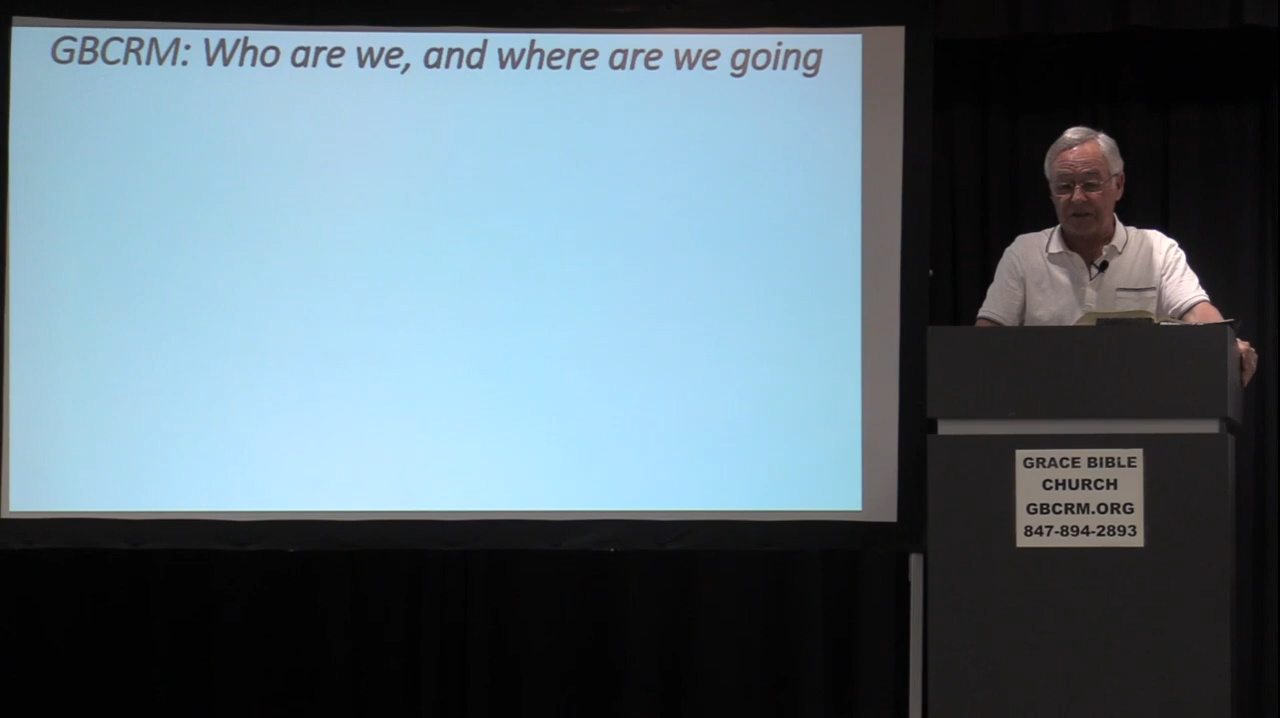 GBCRM: Who are we, and where are we going
GRACE BIBLE
CHURCH
GBCRM.ORG
847-894-2893